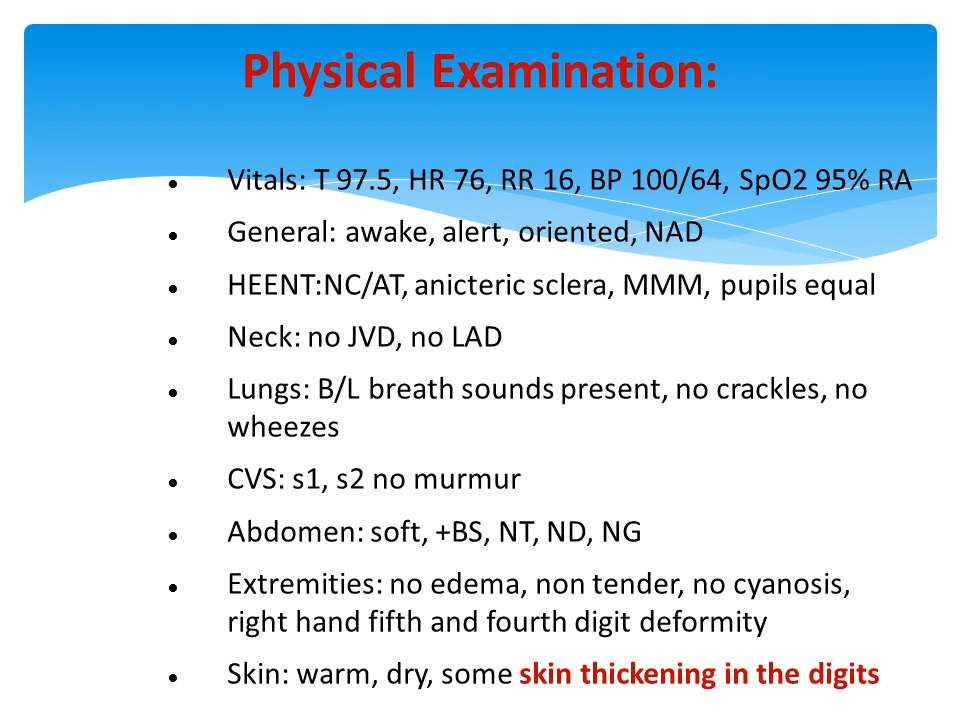 Physical Examination:
● Vitals: T 97.5, HR 76, RR 16, BP 100/64, SpO2 95% RA
● General: awake, alert, oriented, NAD
● HEENT:NC/AT, anicteric sclera, MMM, pupils equal
● Neck: no JVD, no LAD
● Lungs: B/L breath sounds present, no crackles, no
wheezes
● CVS: s1, s2 no murmur
● Abdomen: soft, +BS, NT, ND, NG
● Extremities: no edema, non tender, no cyanosis,
right hand fifth and fourth digit deformity
● Skin: warm, dry, some skin thickening in the digits